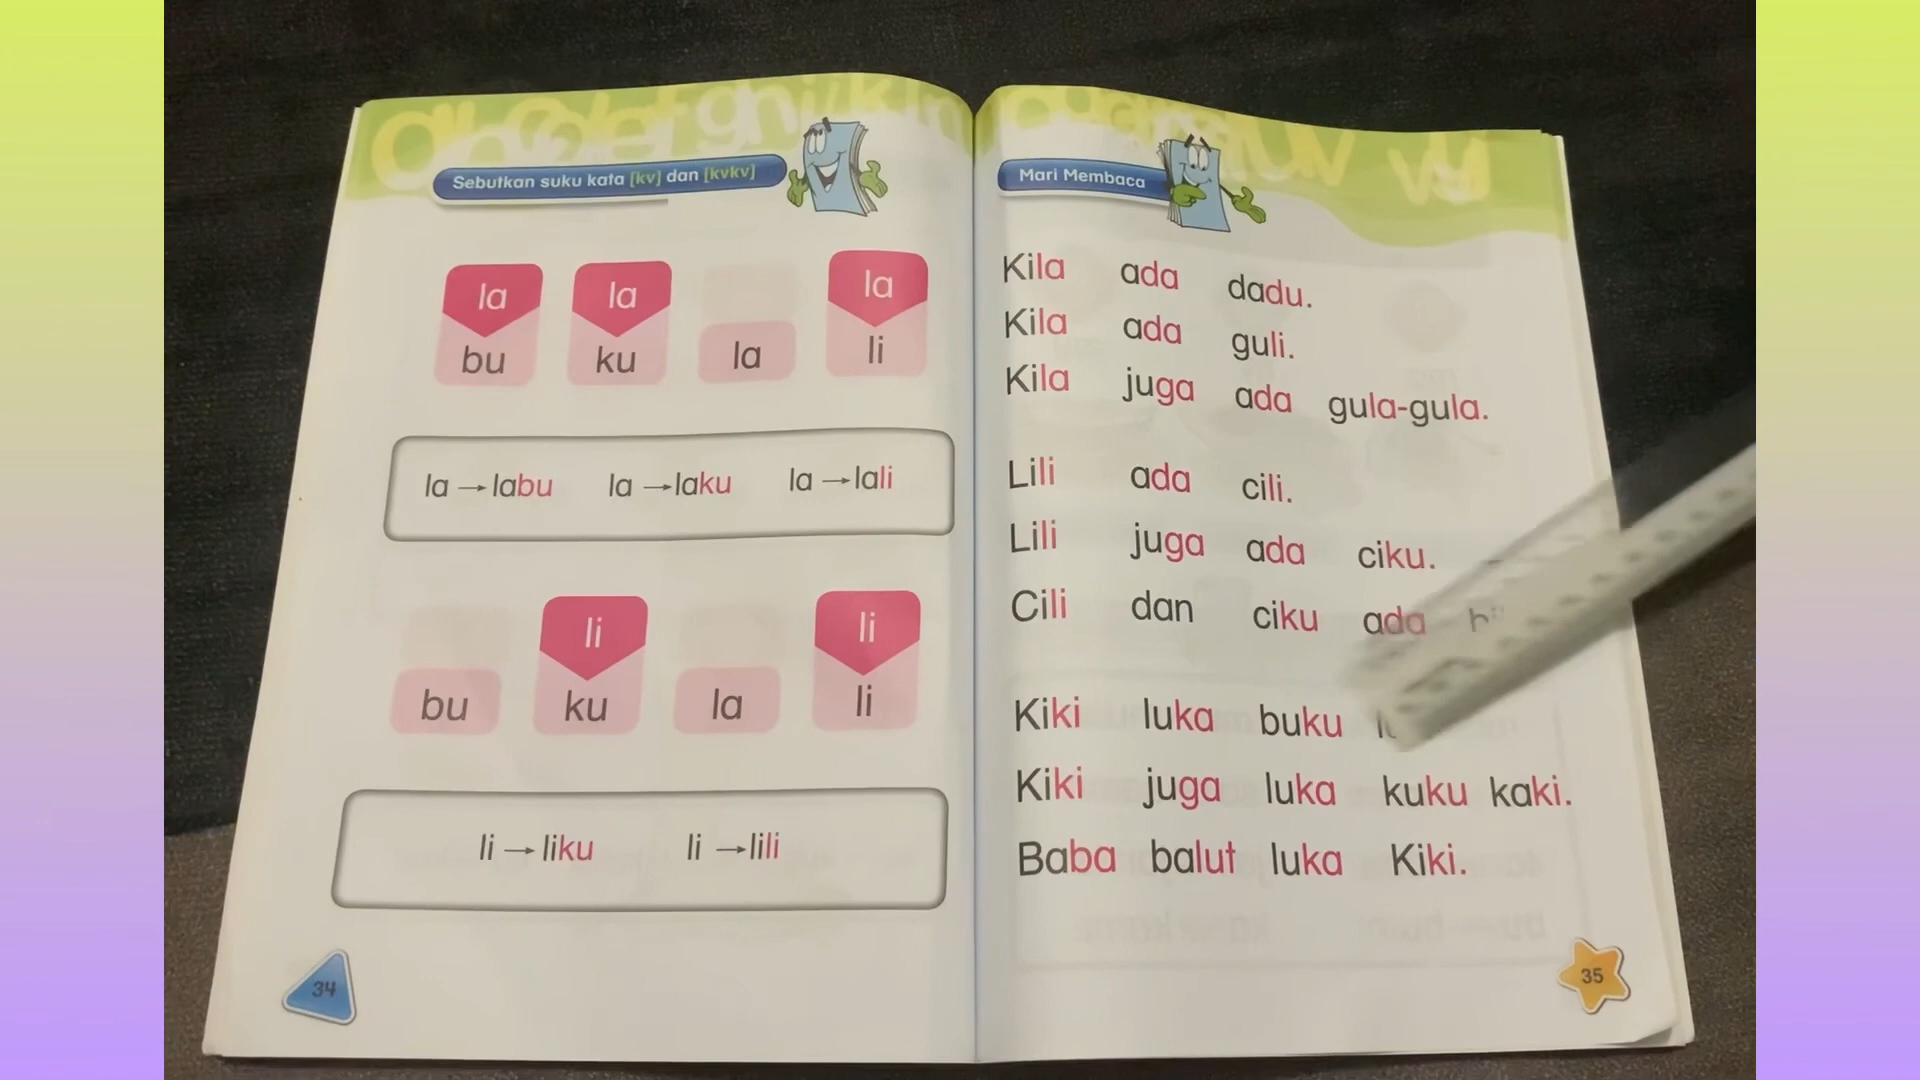 Sebutkan suku kata [kv] dan [kvkv]
la la la
bu ku la li
la → labu la → laku la → lali
li li
bu ku la li
li → liku li → lili
34
Mari Membaca
Kila ada dadu.
Kila ada guli.
Kila juga ada gula-gula.
Lili ada cili.
Lili juga ada ciku.
Cili dan ciku ada
Kiki luka buku
Kiki juga luka kuku kaki.
Baba balut luka Kiki.
35